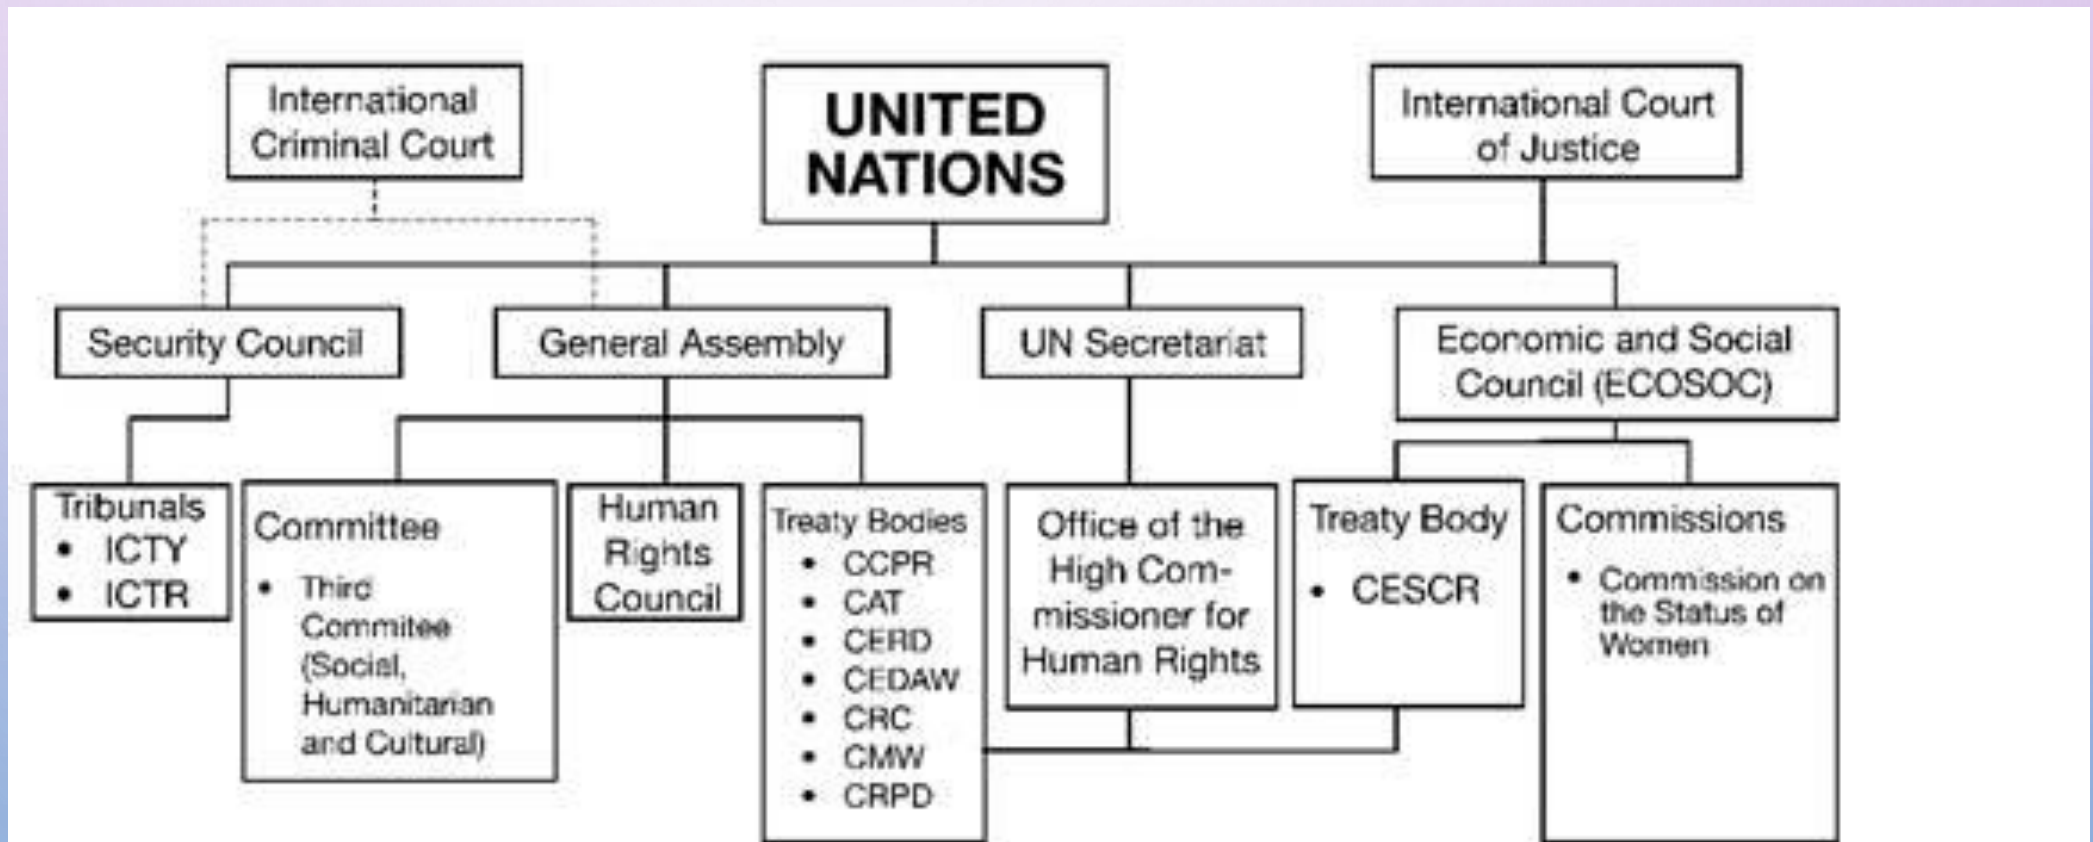 International
Criminal Court
UNITED
NATIONS
International Court
of Justice
Security Council
General Assembly
UN Secretariat
Economic and Social
Council (ECOSOC)
Tribunals
• ICTY
• ICTR
Committee
• Third
Commitee
(Social,
Humanitarian
and Cultural)
Human
Rights
Council
Treaty Bodies
• CCPR
• CAT
• CERD
• CEDAW
• CRC
• CMW
• CRPD
Office of the
High Com-
missioner for
Human Rights
Treaty Body
• CESCR
Commissions
• Commission on
the Status of
Women